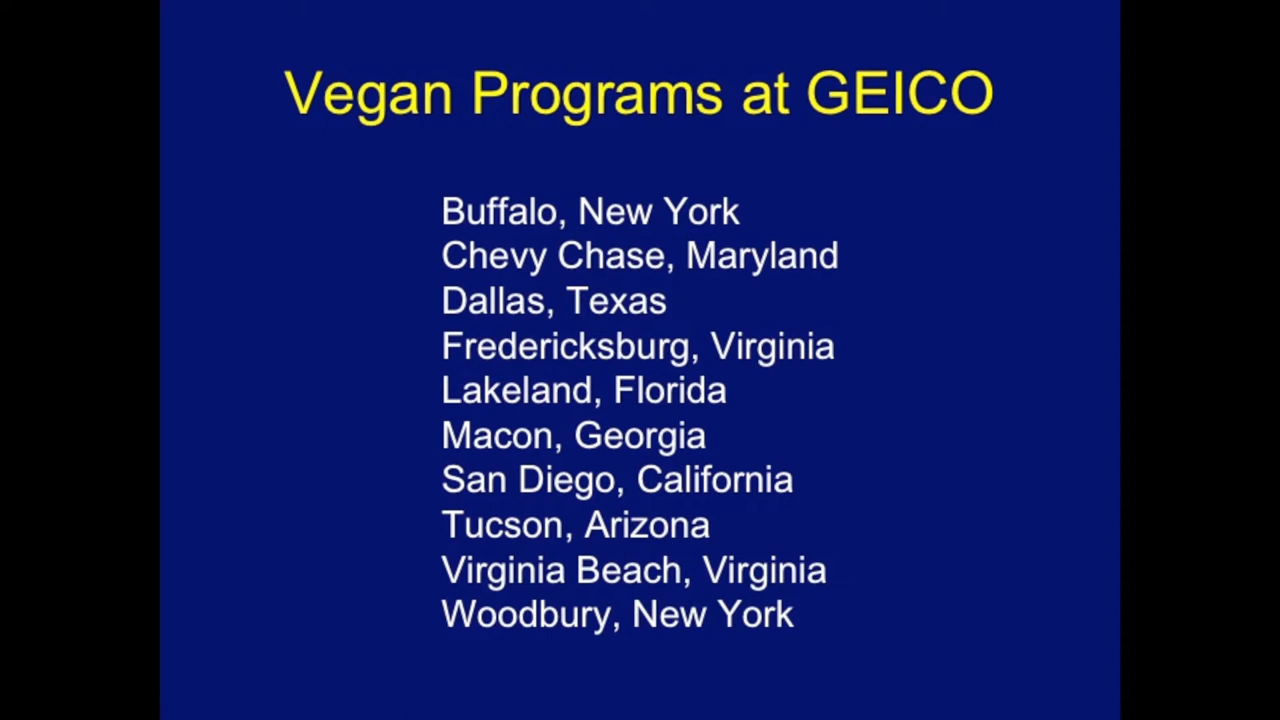 Vegan Programs at GEICO
Buffalo, New York
Chevy Chase, Maryland
Dallas, Texas
Fredericksburg, Virginia
Lakeland, Florida
Macon, Georgia
San Diego, California
Tucson, Arizona
Virginia Beach, Virginia
Woodbury, New York